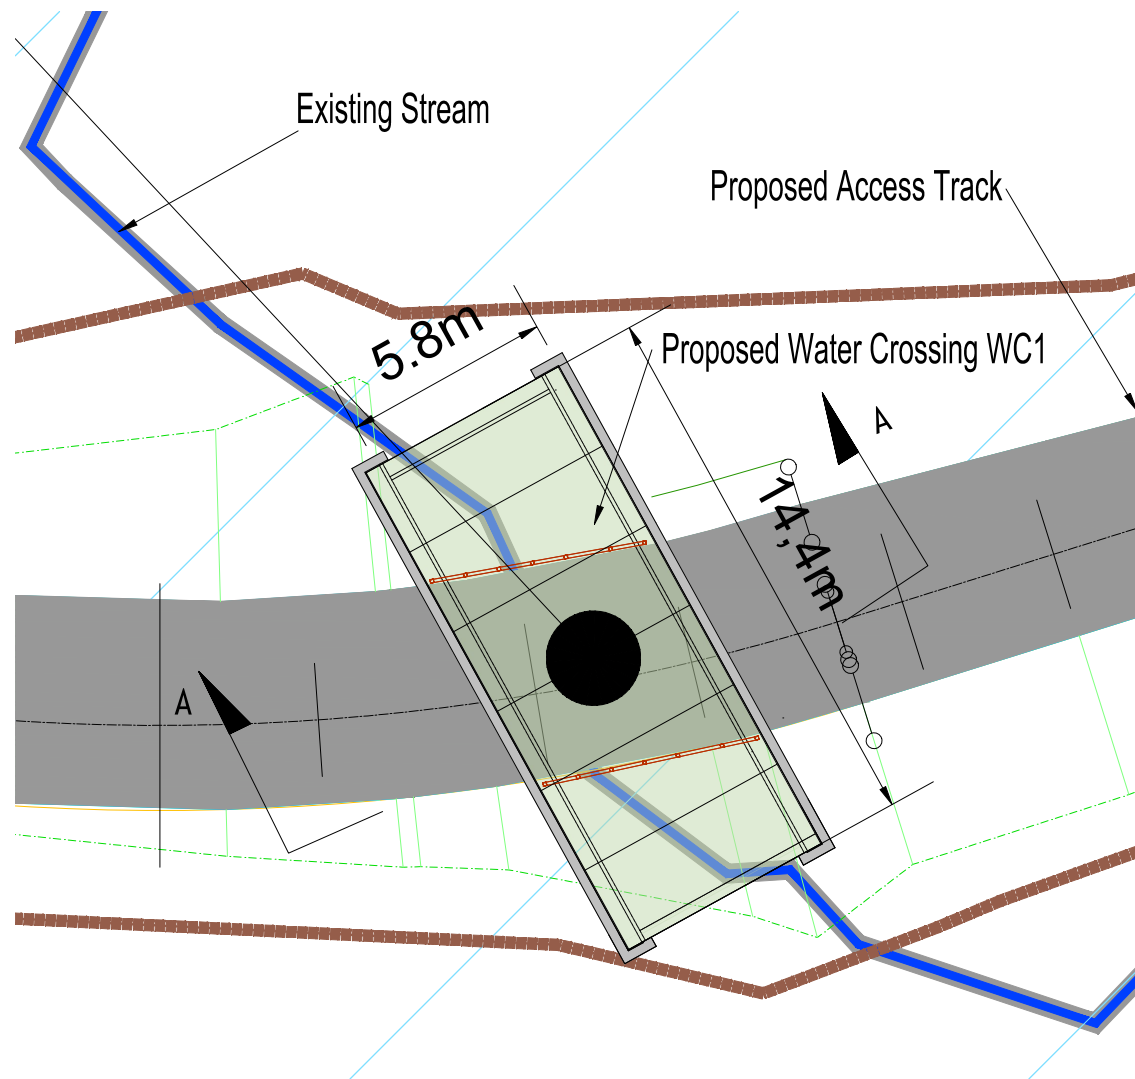 Existing Stream
Proposed Access Track
5.8m
Proposed Water Crossing WC1
A
14,4m
A